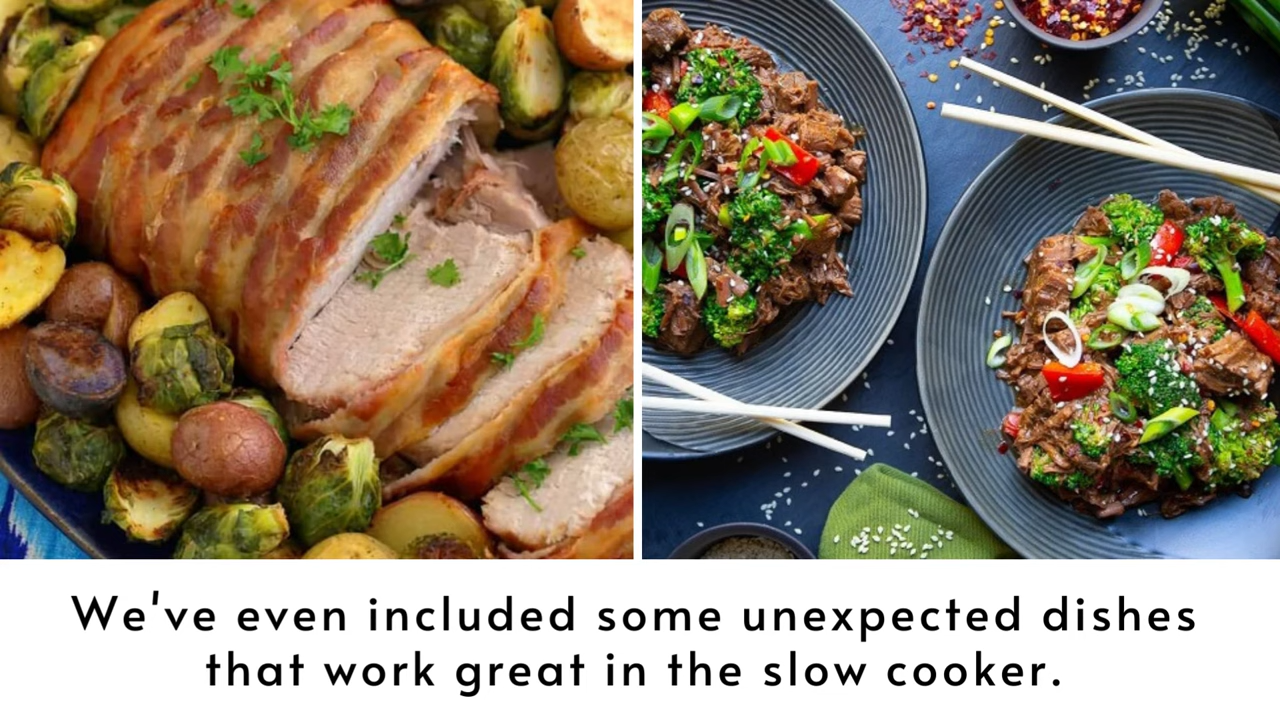 We've even included some unexpected dishes
that work great in the slow cooker.